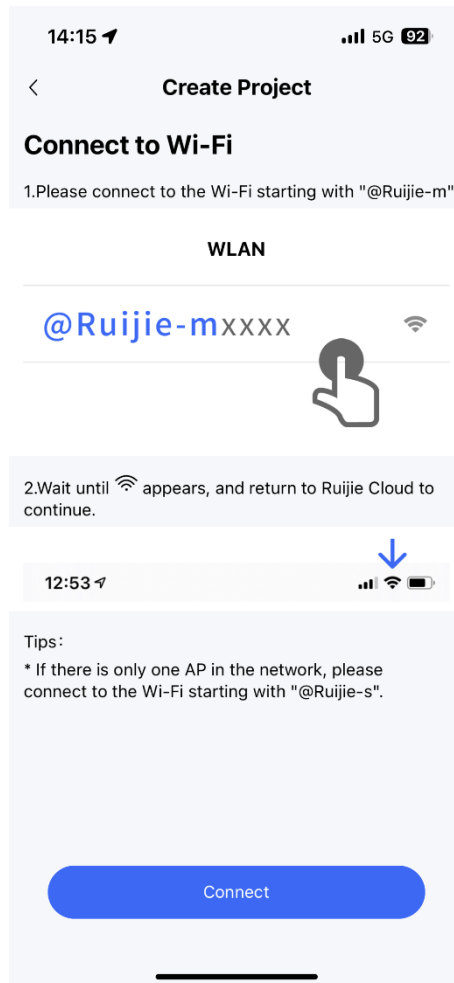 14:15
5G 92
Create Project
Connect to Wi-Fi
1.Please connect to the Wi-Fi starting with "@Ruijie-m"
WLAN
@Ruijie-mxxxx
2.Wait until appears, and return to Ruijie Cloud to
continue.
12:53
Tips:
* If there is only one AP in the network, please
connect to the Wi-Fi starting with "@Ruijie-s".
Connect